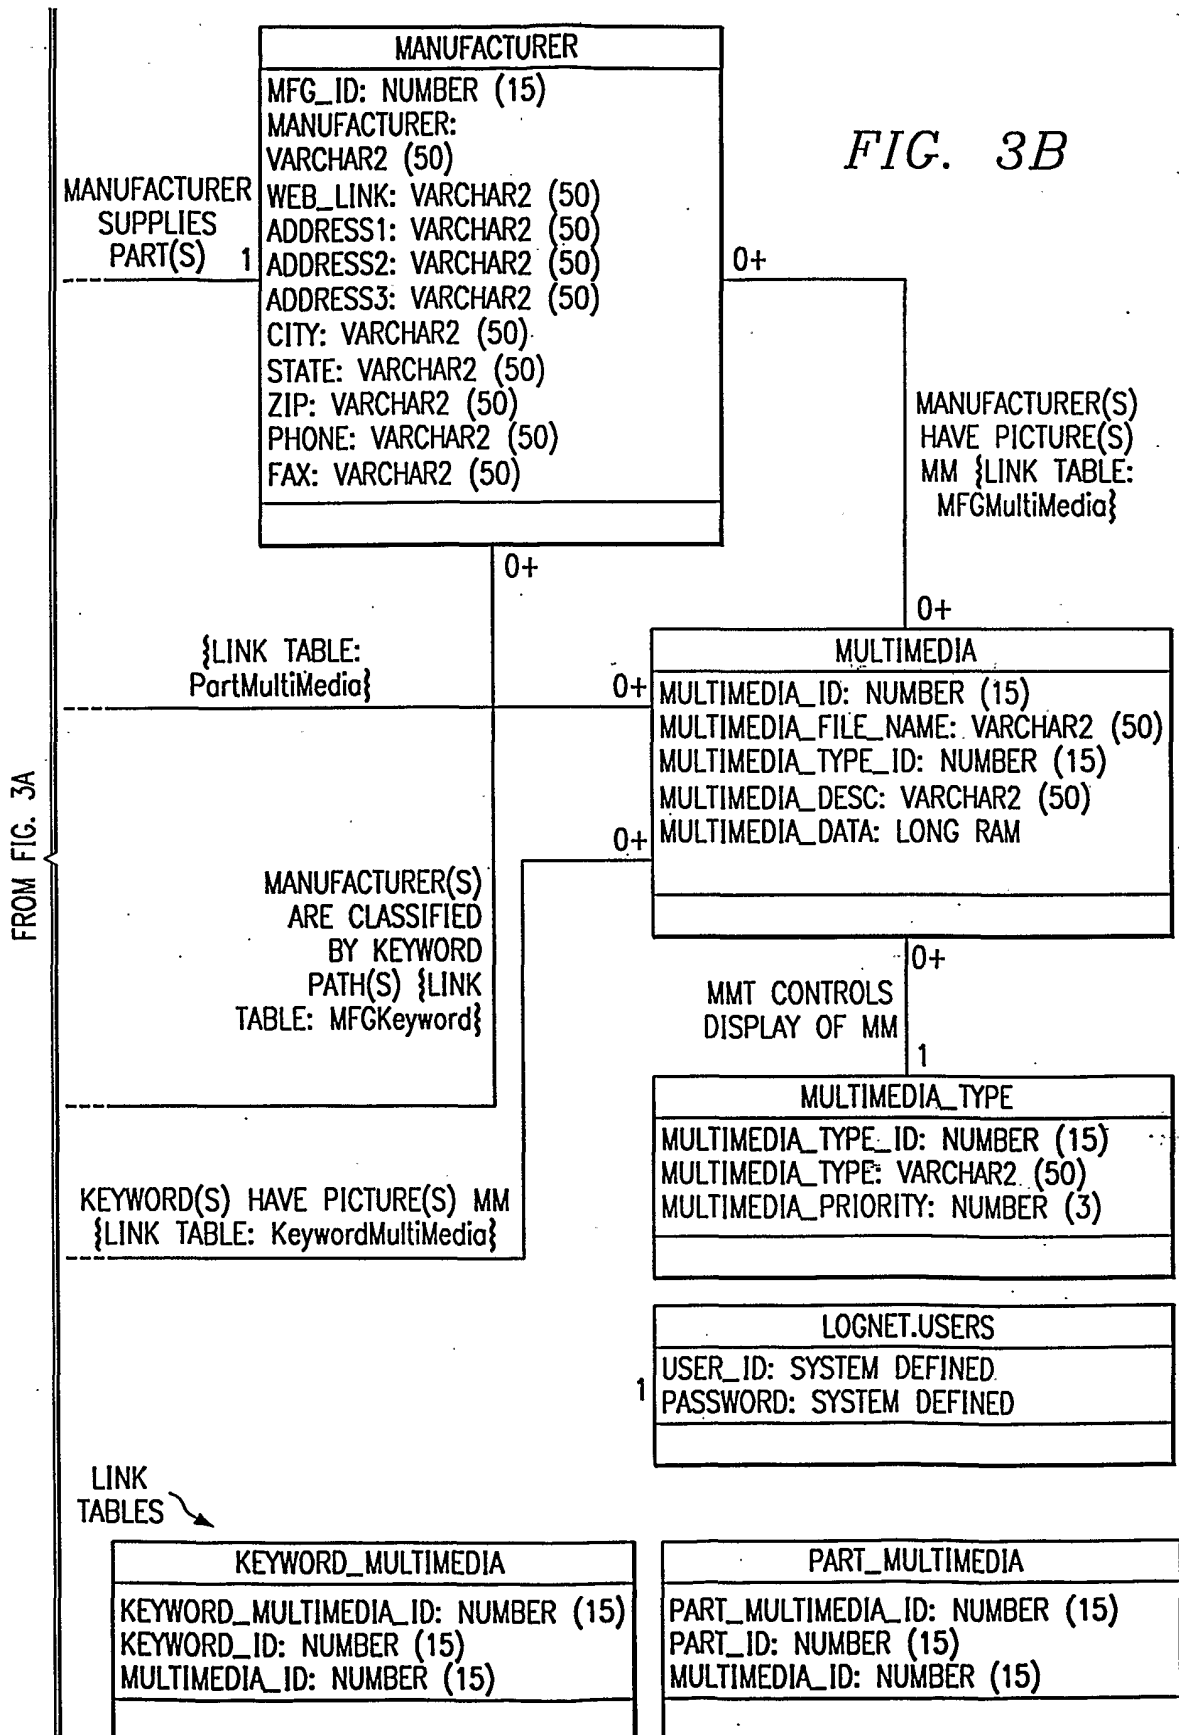 MANUFACTURER
MFG_ID: NUMBER (15)
MANUFACTURER:
VARCHAR2 (50)
WEB_LINK: VARCHAR2 (50)
ADDRESS1: VARCHAR2 (50)
ADDRESS2: VARCHAR2 (50)
ADDRESS3: VARCHAR2 (50)
CITY: VARCHAR2 (50)
STATE: VARCHAR2 (50)
ZIP: VARCHAR2 (50)
PHONE: VARCHAR2 (50)
FAX: VARCHAR2 (50)
FIG. 3B
MANUFACTURER
SUPPLIES
PART(S)
1
0+
MANUFACTURER(S)
HAVE PICTURE(S)
MM {LINK TABLE:
MFGMultiMedia}
0+
0+
{LINK TABLE:
PartMultiMedia}
0+
MULTIMEDIA
MULTIMEDIA_ID: NUMBER (15)
MULTIMEDIA_FILE_NAME: VARCHAR2 (50)
MULTIMEDIA_TYPE_ID: NUMBER (15)
MULTIMEDIA_DESC: VARCHAR2 (50)
MULTIMEDIA_DATA: LONG RAM
0+
FROM FIG. 3A
MANUFACTURER(S)
ARE CLASSIFIED
BY KEYWORD
PATH(S) {LINK
TABLE: MFGKeyword}
0+
MMT CONTROLS
DISPLAY OF MM
1
MULTIMEDIA_TYPE
MULTIMEDIA_TYPE_ID: NUMBER (15)
MULTIMEDIA_TYPE: VARCHAR2 (50)
MULTIMEDIA_PRIORITY: NUMBER (3)
KEYWORD(S) HAVE PICTURE(S) MM
{LINK TABLE: KeywordMultiMedia}
LOGNET.USERS
USER_ID: SYSTEM DEFINED
PASSWORD: SYSTEM DEFINED
1
LINK
TABLES
KEYWORD_MULTIMEDIA
KEYWORD_MULTIMEDIA_ID: NUMBER (15)
KEYWORD_ID: NUMBER (15)
MULTIMEDIA_ID: NUMBER (15)
PART_MULTIMEDIA
PART_MULTIMEDIA_ID: NUMBER (15)
PART_ID: NUMBER (15)
MULTIMEDIA_ID: NUMBER (15)